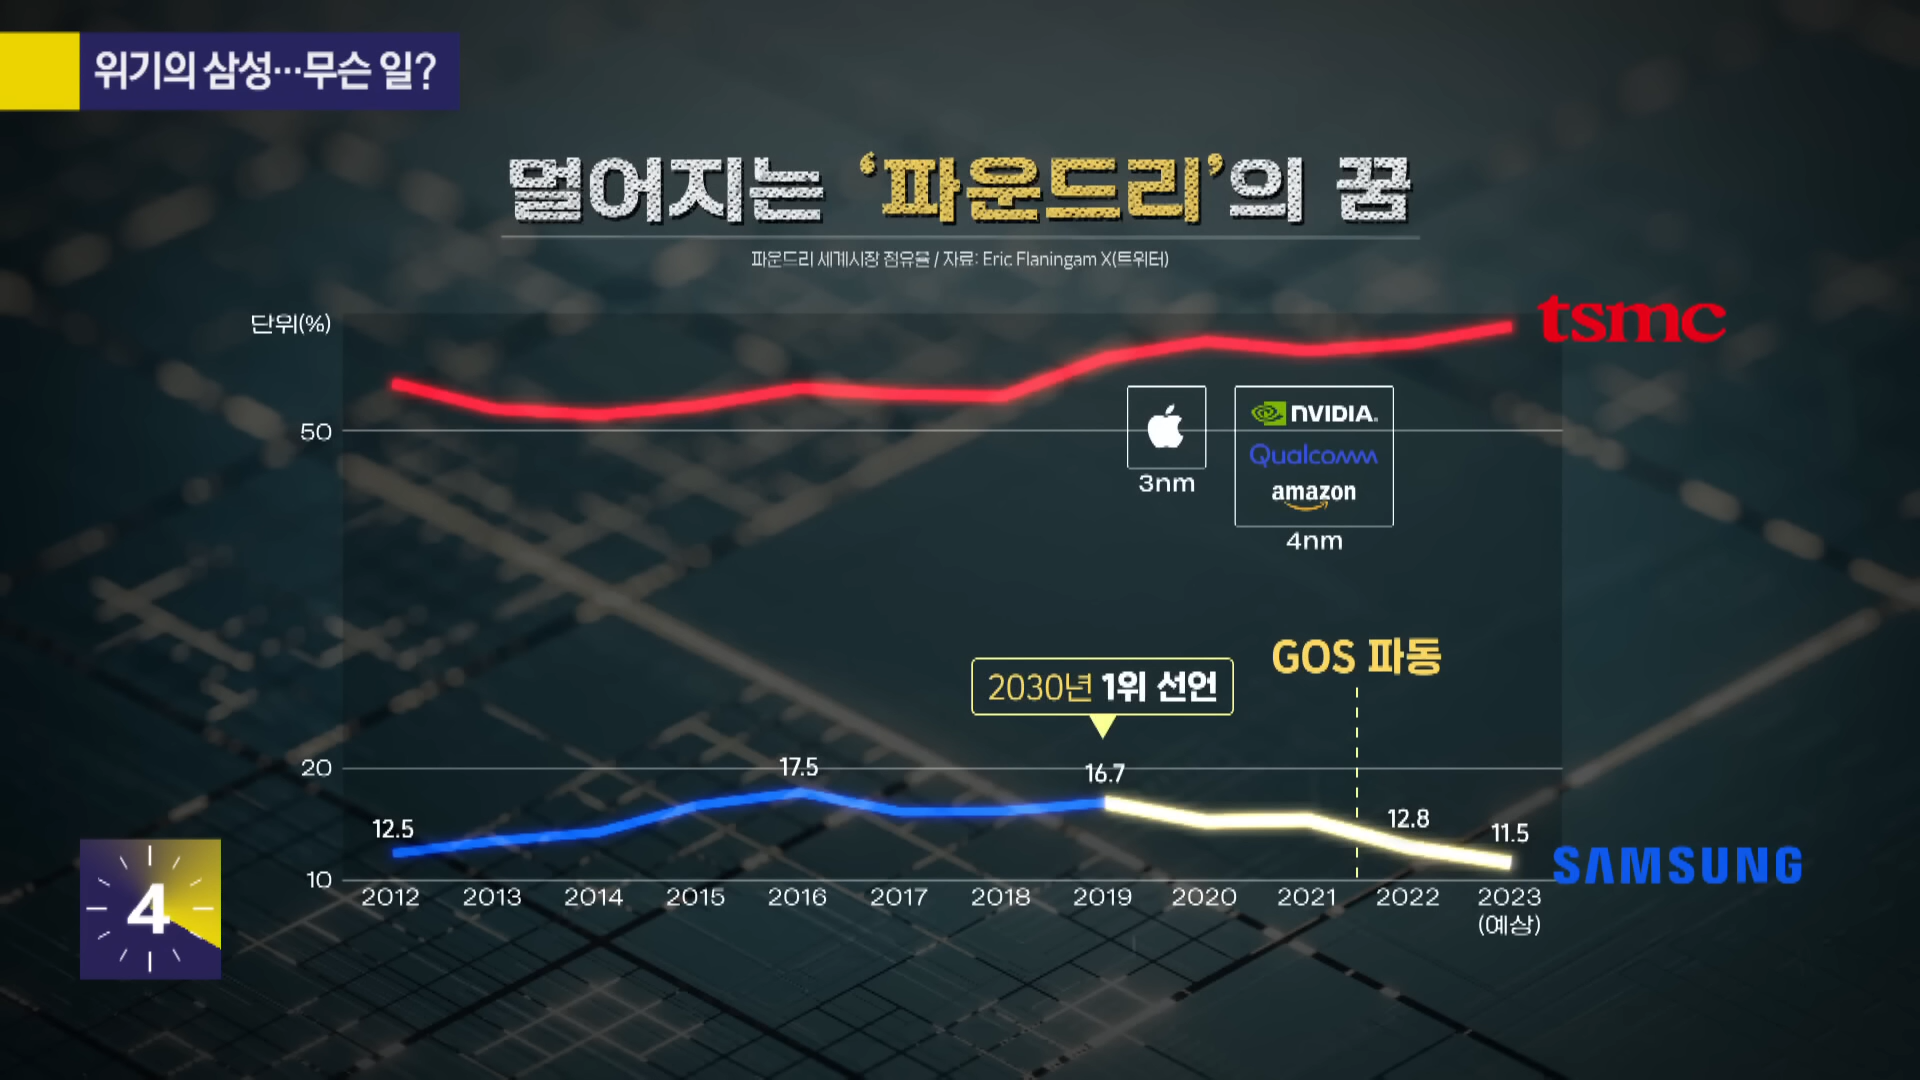 위기의 삼성…무슨 일?
멀어지는 ‘파운드리’의 꿈
파운드리 세계시장 점유율 / 자료: Eric Flaningam X(트위터)
단위(%)
tsmc
50
NVIDIA.
Qualcomm
amazon
3nm
4nm
GOS 파동
2030년 1위 선언
20
17.5
16.7
12.5
12.8
11.5
SAMSUNG
10
2012 2013 2014 2015 2016 2017 2018 2019 2020 2021 2022 2023
(예상)
4